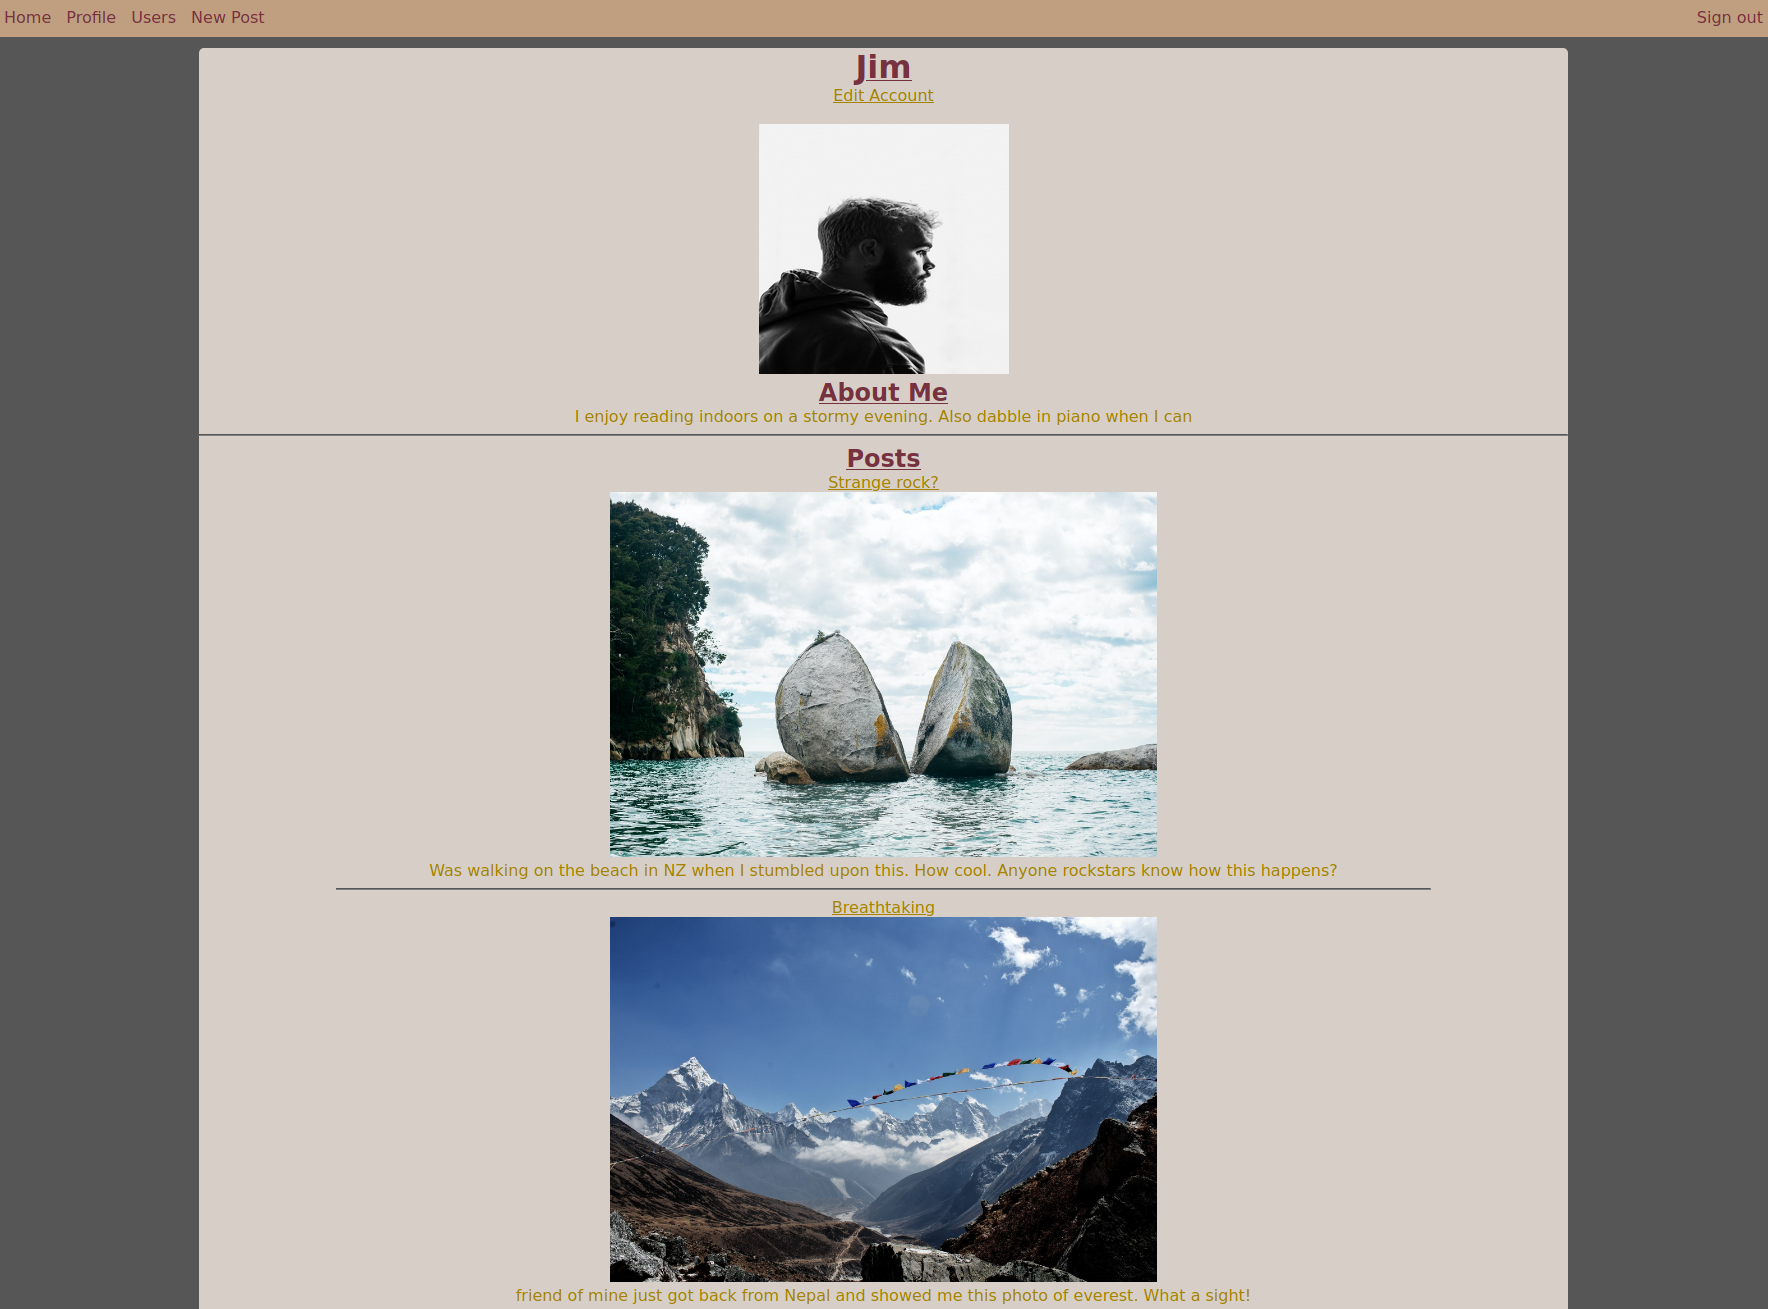 Home Profile Users New Post Sign out
Jim
Edit Account
About Me
I enjoy reading indoors on a stormy evening. Also dabble in piano when I can
Posts
Strange rock?
Was walking on the beach in NZ when I stumbled upon this. How cool. Anyone rockstars know how this happens?
Breathtaking
friend of mine just got back from Nepal and showed me this photo of everest. What a sight!